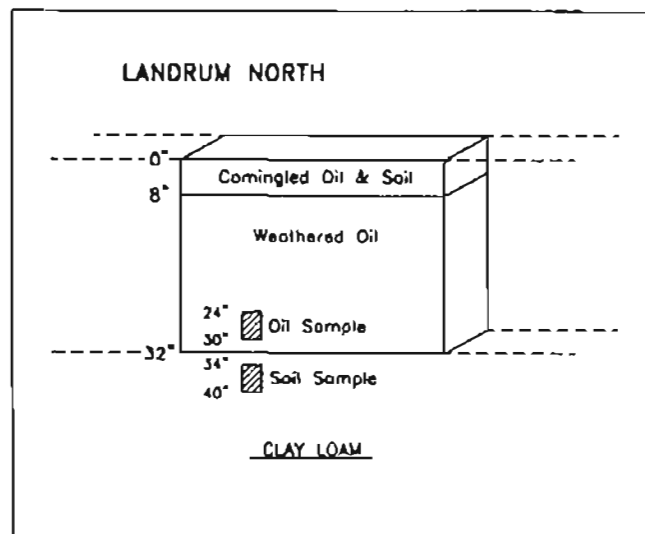 LANDRUM NORTH
0"
Comingled Oil & Soil
8"
Weathered Oil
24"
Oil Sample
30"
32"
34"
Soil Sample
40"
CLAY LOAM